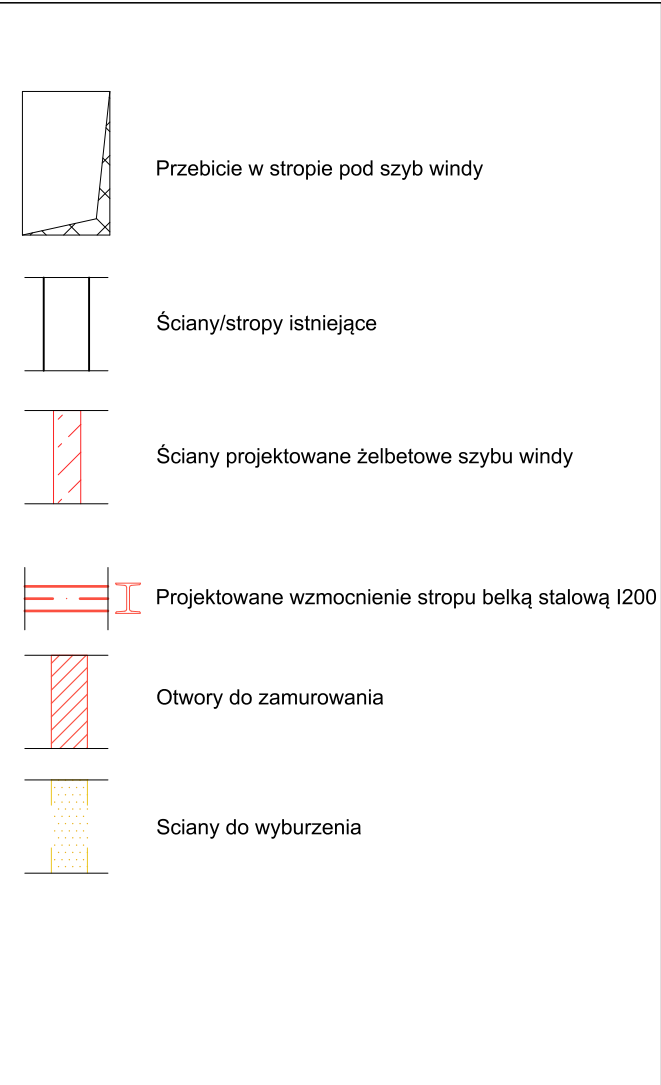 Przebicie w stropie pod szyb windy
Ściany/stropy istniejące
Ściany projektowane żelbetowe szybu windy
Projektowane wzmocnienie stropu belką stalową I200
Otwory do zamurowania
Sciany do wyburzenia